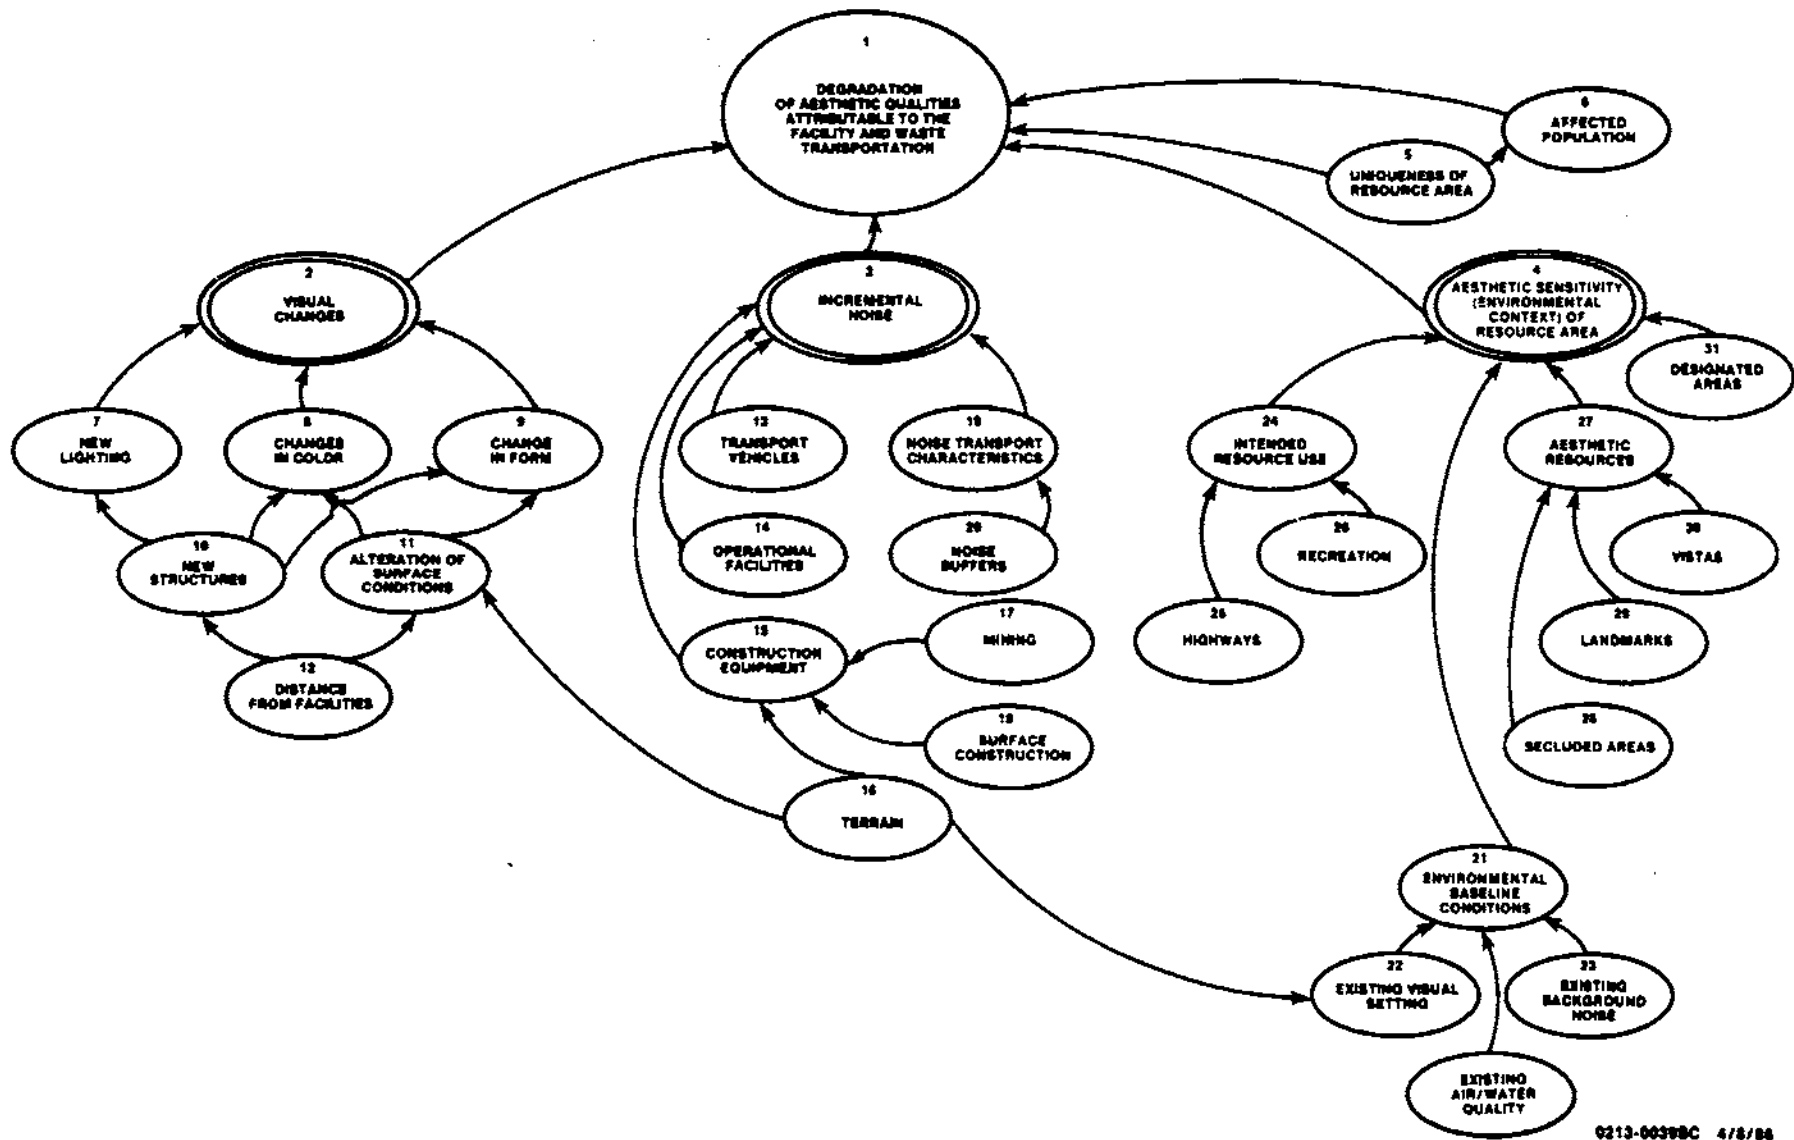 1
DEGRADATION
OF AESTHETIC QUALITIES
ATTRIBUTABLE TO THE
FACILITY AND WASTE
TRANSPORTATION
6
AFFECTED
POPULATION
5
UNIQUENESS OF
RESOURCE AREA
2
VISUAL
CHANGES
3
INCREMENTAL
NOISE
4
AESTHETIC SENSITIVITY
(ENVIRONMENTAL
CONTEXT) OF
RESOURCE AREA
31
DESIGNATED
AREAS
7
NEW
LIGHTING
8
CHANGES
IN COLOR
9
CHANGE
IN FORM
13
TRANSPORT
VEHICLES
19
NOISE TRANSPORT
CHARACTERISTICS
24
INTENDED
RESOURCE USE
27
AESTHETIC
RESOURCES
10
NEW
STRUCTURES
11
ALTERATION OF
SURFACE
CONDITIONS
14
OPERATIONAL
FACILITIES
20
NOISE
BUFFERS
26
RECREATION
30
VISTAS
12
DISTANCE
FROM FACILITIES
15
CONSTRUCTION
EQUIPMENT
17
MINING
25
HIGHWAYS
29
LANDMARKS
18
SURFACE
CONSTRUCTION
28
SECLUDED AREAS
16
TERRAIN
21
ENVIRONMENTAL
BASELINE
CONDITIONS
22
EXISTING VISUAL
SETTING
23
EXISTING
BACKGROUND
NOISE
EXISTING
AIR/WATER
QUALITY